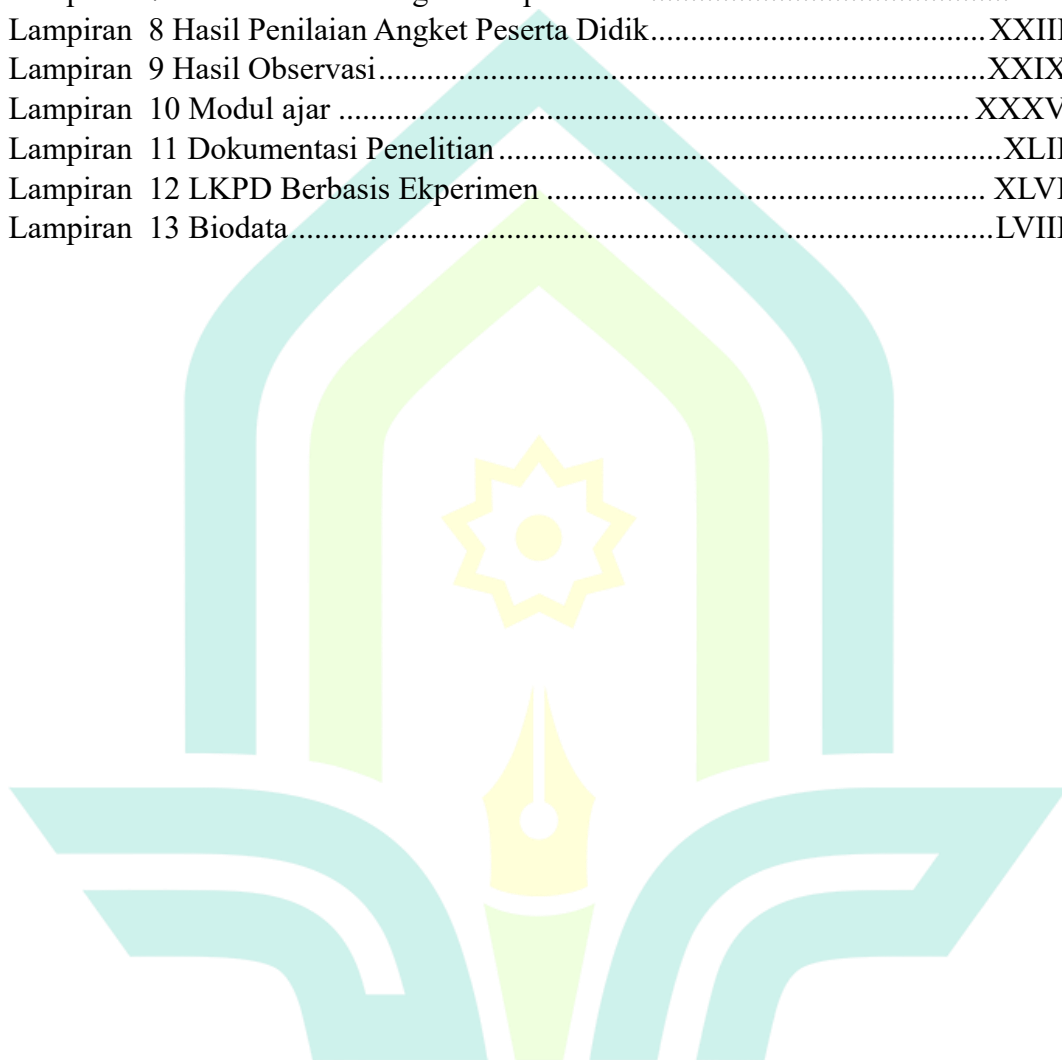 Lampiran 8 Hasil Penilaian Angket Peserta Didik........................................XXIII
Lampiran 9 Hasil Observasi..........................................................................XXIX
Lampiran 10 Modul ajar .............................................................................XXXV
Lampiran 11 Dokumentasi Penelitian.............................................................XLII
Lampiran 12 LKPD Berbasis Ekperimen .....................................................XLVI
Lampiran 13 Biodata.....................................................................................LVIII